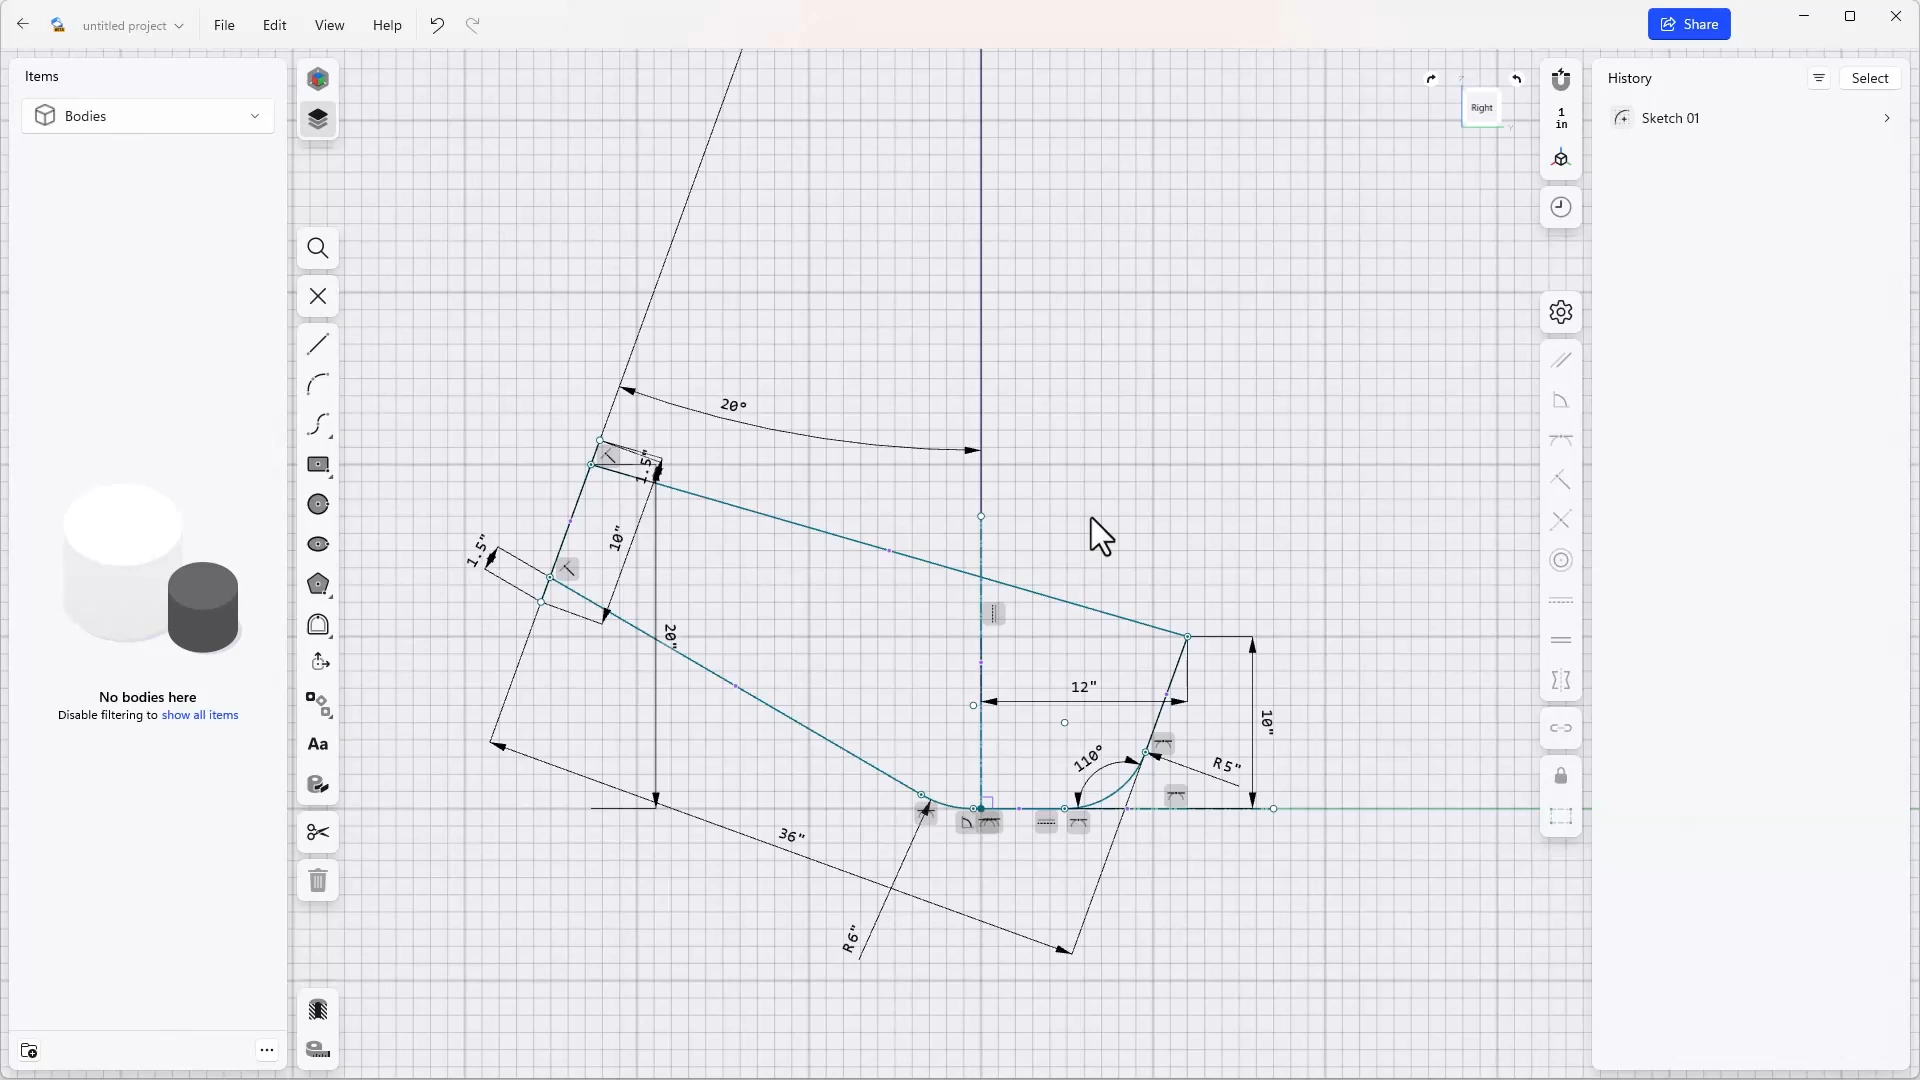 untitled project
File
Edit
View
Help
Share
Items
Bodies
No bodies here
Disable filtering to show all items
Aa
20°
1.5"
10"
1.5"
20"
12"
110°
R5"
10"
36"
R6"
Right
1
in
History
Select
Sketch 01